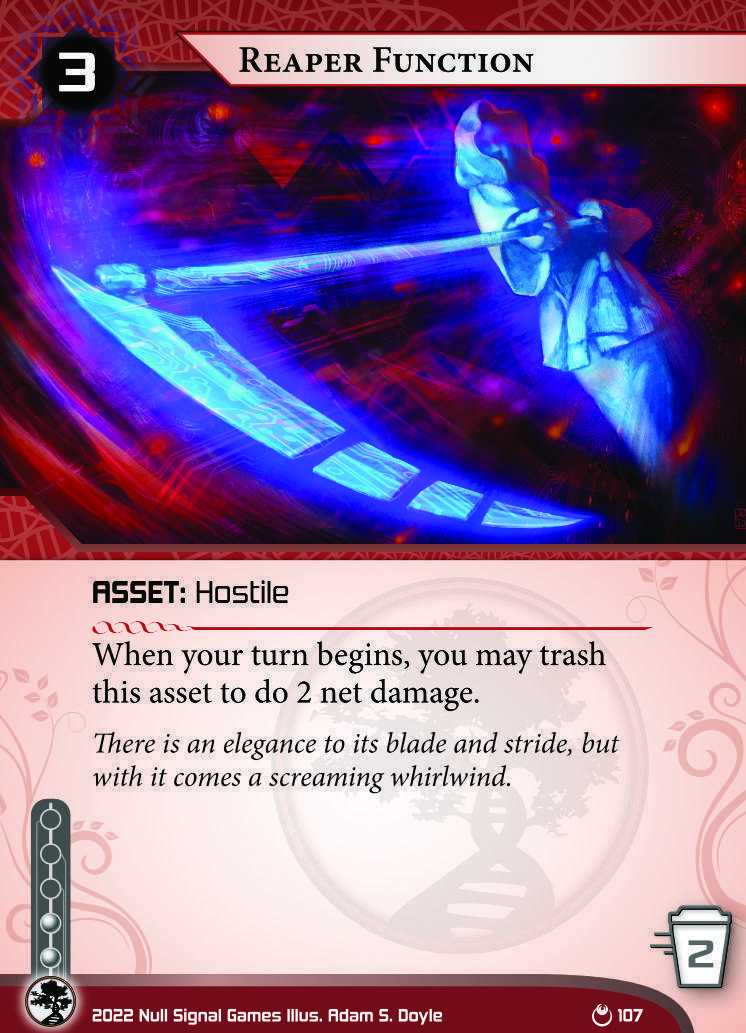 3
Reaper Function
ASSET: Hostile
When your turn begins, you may trash
this asset to do 2 net damage.
There is an elegance to its blade and stride, but
with it comes a screaming whirlwind.
2
2022 Null Signal Games Illus. Adam S. Doyle
107